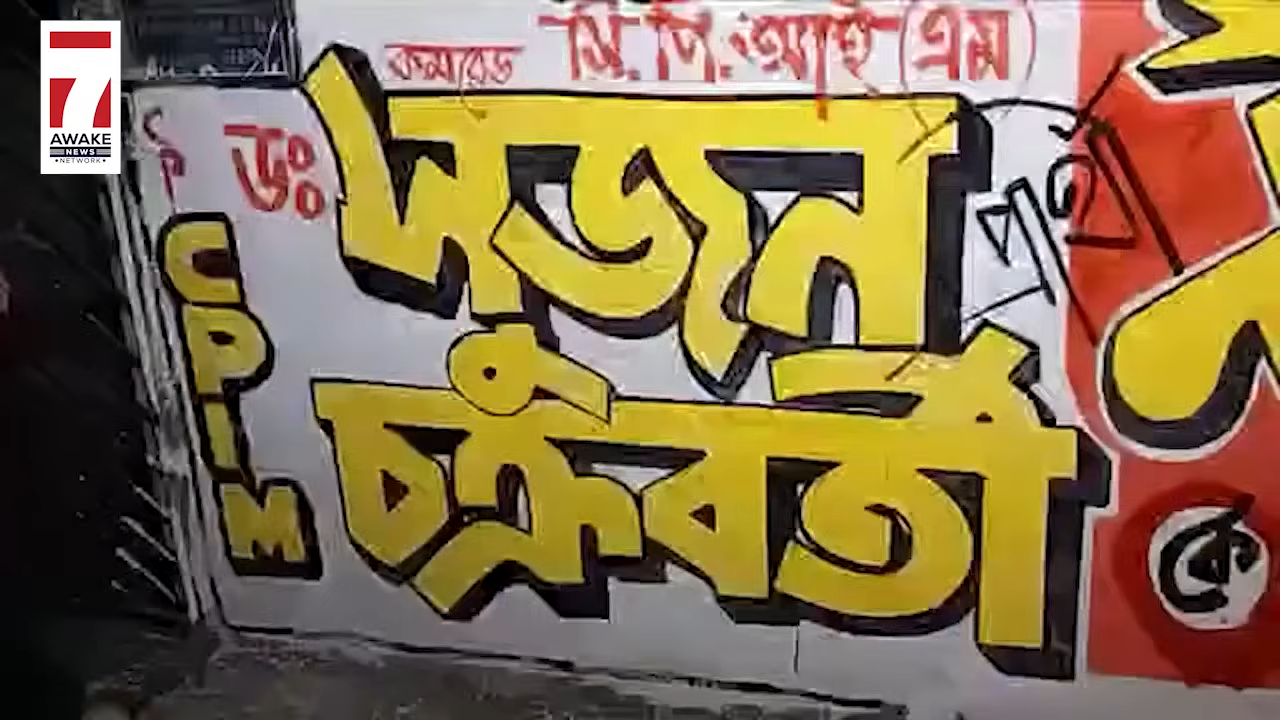 7
AWAKE
NEWS
NETWORK
কমরেড সি. পি. আই এম
ডঃ সুজন
চক্রবর্তী
CPIM
কে